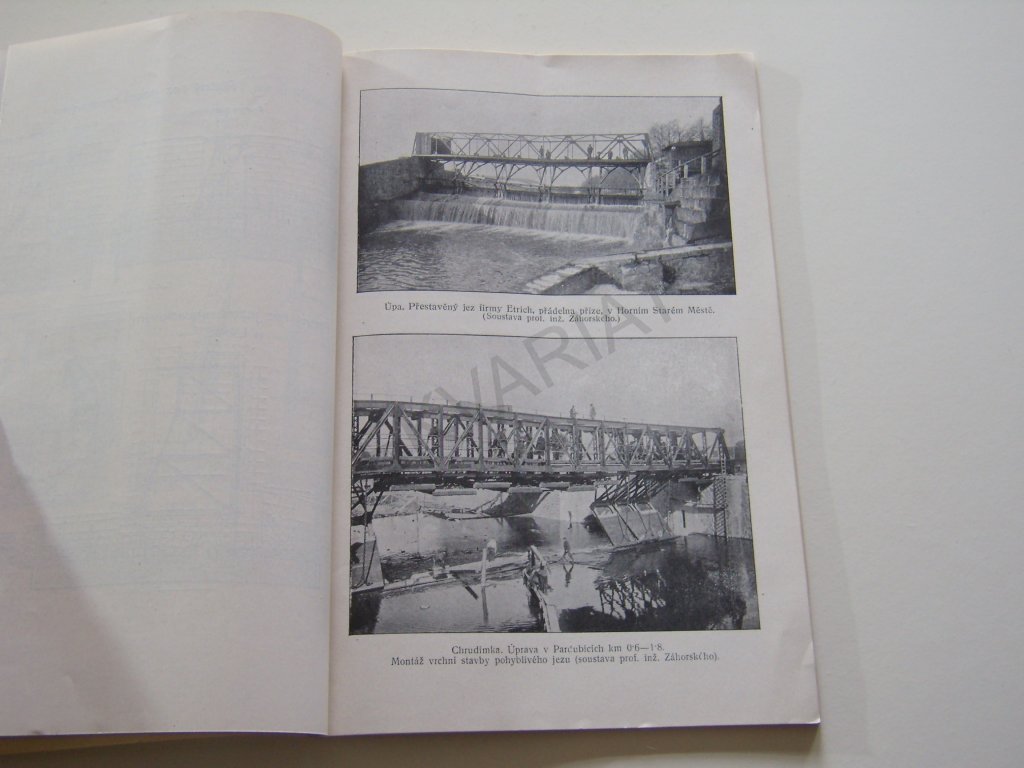 Úpa. Přestavěný jez firmy Etrich, přádelna příze, v Horním Starém Městě.
(Soustava prof. inž. Záhorského.)
KVARIAT
Chrudimka. Úprava v Pardubicích km 0·6—1·8.
Montáž vrchní stavby pohyblivého jezu (soustava prof. inž. Záhorského).